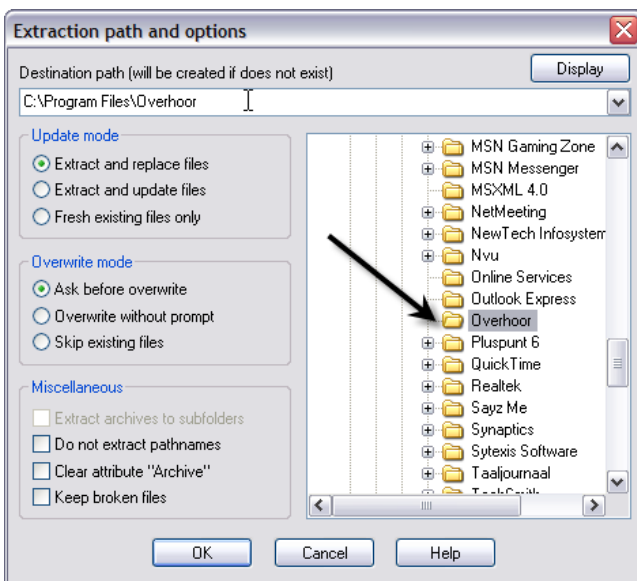 Extraction path and options
Destination path (will be created if does not exist)
Display
C:\Program Files\Overhoor
Update mode
Extract and replace files
Extract and update files
Fresh existing files only
Overwrite mode
Ask before overwrite
Overwrite without prompt
Skip existing files
Miscellaneous
Extract archives to subfolders
Do not extract pathnames
Clear attribute "Archive"
Keep broken files
MSN Gaming Zone
MSN Messenger
MSXML 4.0
NetMeeting
NewTech Infosystem
Nvu
Online Services
Outlook Express
Overhoor
Pluspunt 6
QuickTime
Realtek
Sayz Me
Synaptics
Sytexis Software
Taaljournaal
TechSmith
OK
Cancel
Help